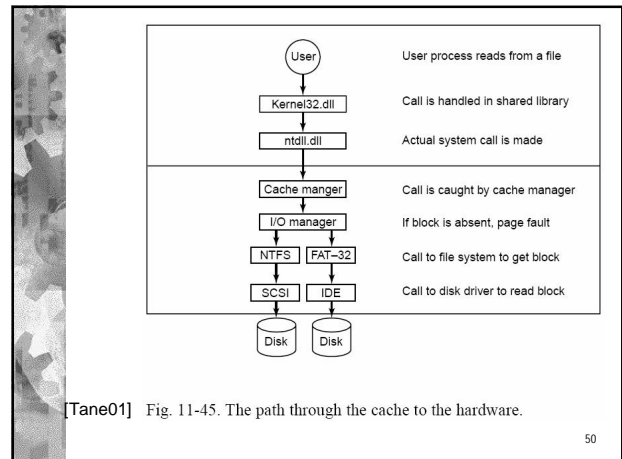 User User process reads from a file
Kernel32.dll Call is handled in shared library
ntdll.dll Actual system call is made
Cache manger Call is caught by cache manager
I/O manager If block is absent, page fault
NTFS FAT–32 Call to file system to get block
SCSI IDE Call to disk driver to read block
Disk Disk
[Tane01] Fig. 11-45. The path through the cache to the hardware.
50